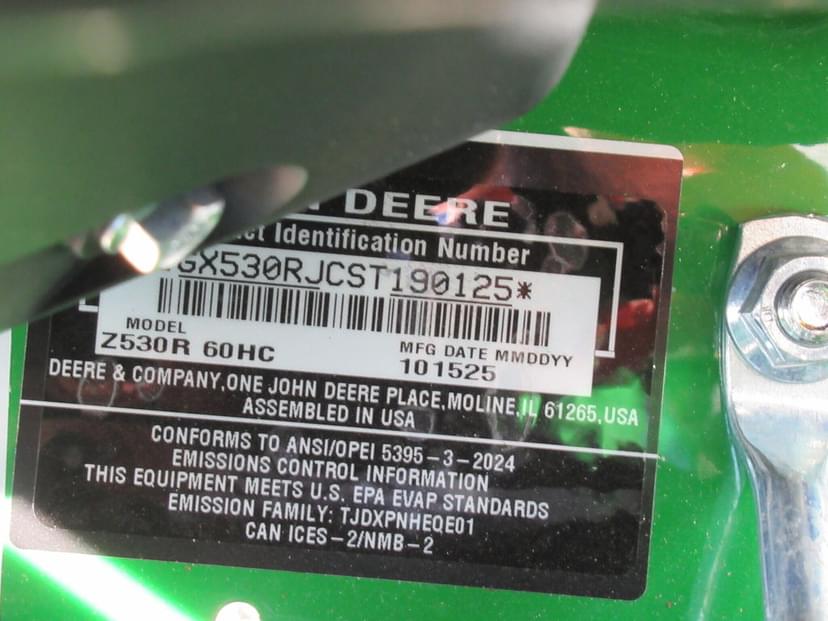 DEERE
Identification Number
GX530RJCST190125*
MODEL
Z530R 60HC
MFG DATE MMDDYY
101525
DEERE & COMPANY,ONE JOHN DEERE PLACE,MOLINE,IL 61265,USA
ASSEMBLED IN USA
CONFORMS TO ANSI/OPEI 5395-3-2024
EMISSIONS CONTROL INFORMATION
THIS EQUIPMENT MEETS U.S. EPA EVAP STANDARDS
EMISSION FAMILY: TJDXPNHEQE01
CAN ICES-2/NMB-2